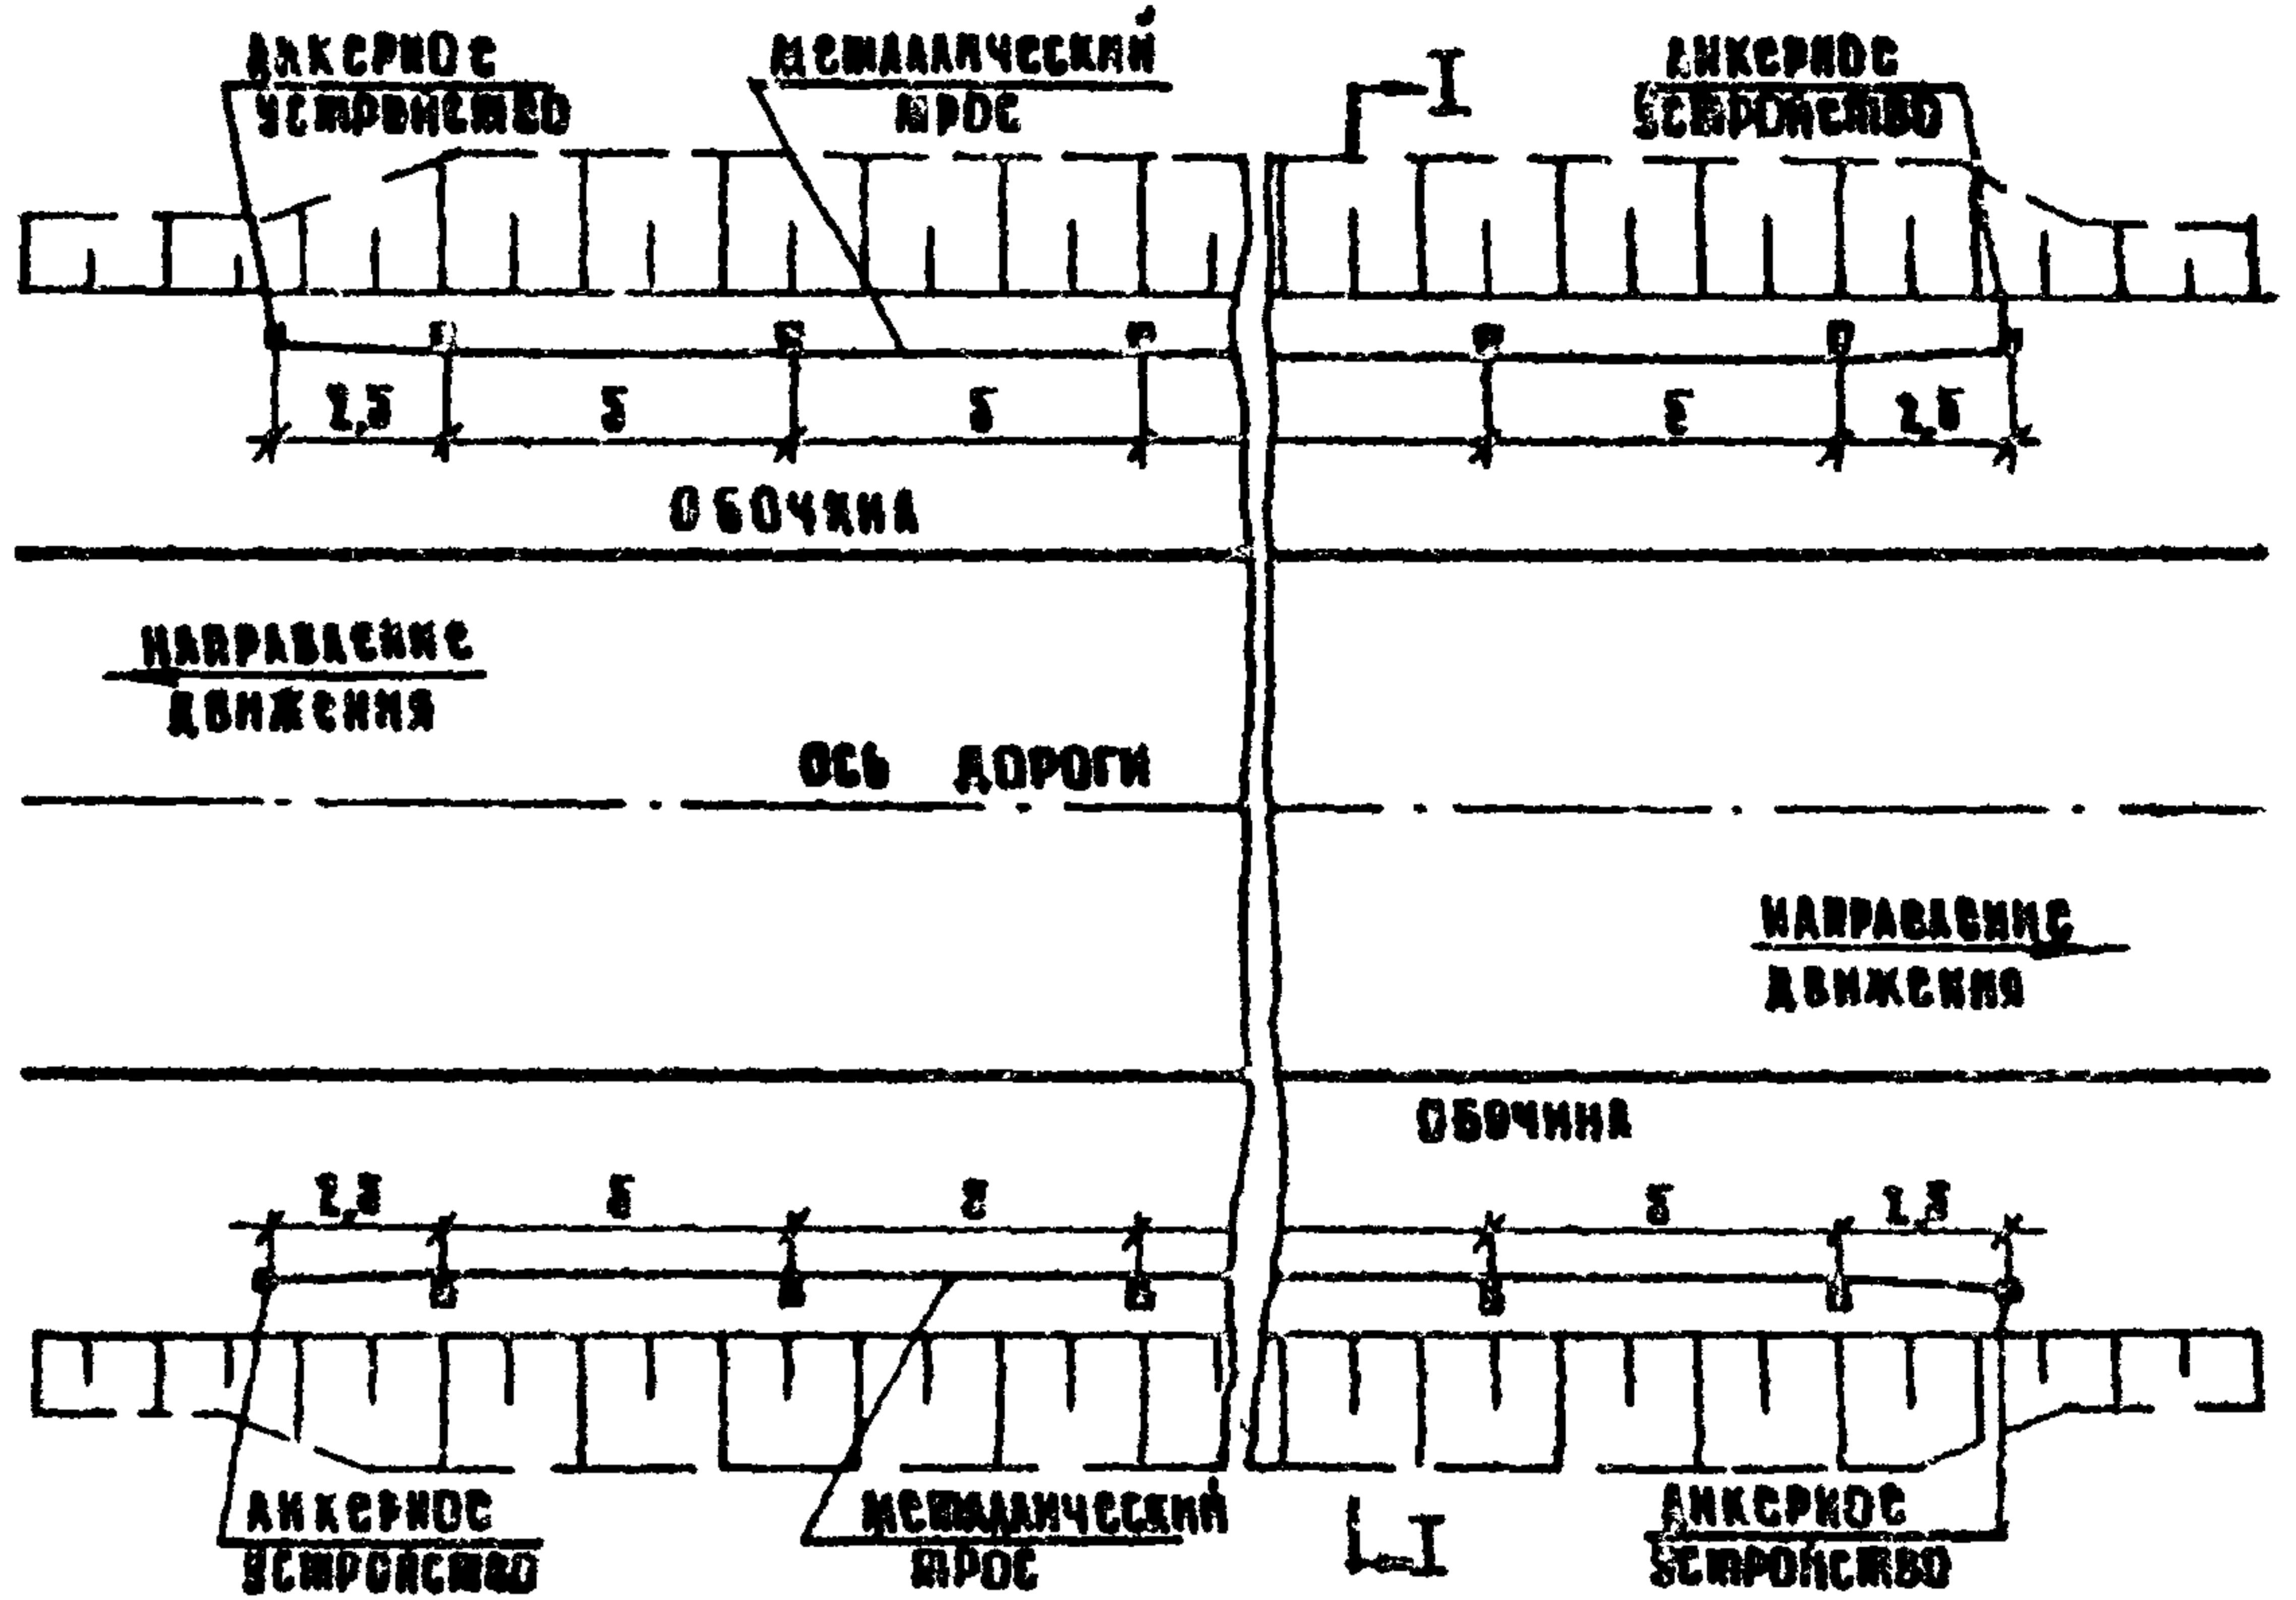 АНКЕРНОЕ
УСТРОЙСТВО
МЕТАЛЛИЧЕСКИЙ
ТРОС
I
АНКЕРНОЕ
УСТРОЙСТВО
2,5 5 5 5 2,5
ОБОЧИНА
НАПРАВЛЕНИЕ
ДВИЖЕНИЯ
ОСЬ ДОРОГИ
НАПРАВЛЕНИЕ
ДВИЖЕНИЯ
ОБОЧИНА
2,5 5 5 5 2,5
АНКЕРНОЕ
УСТРОЙСТВО
МЕТАЛЛИЧЕСКИЙ
ТРОС
I
АНКЕРНОЕ
УСТРОЙСТВО